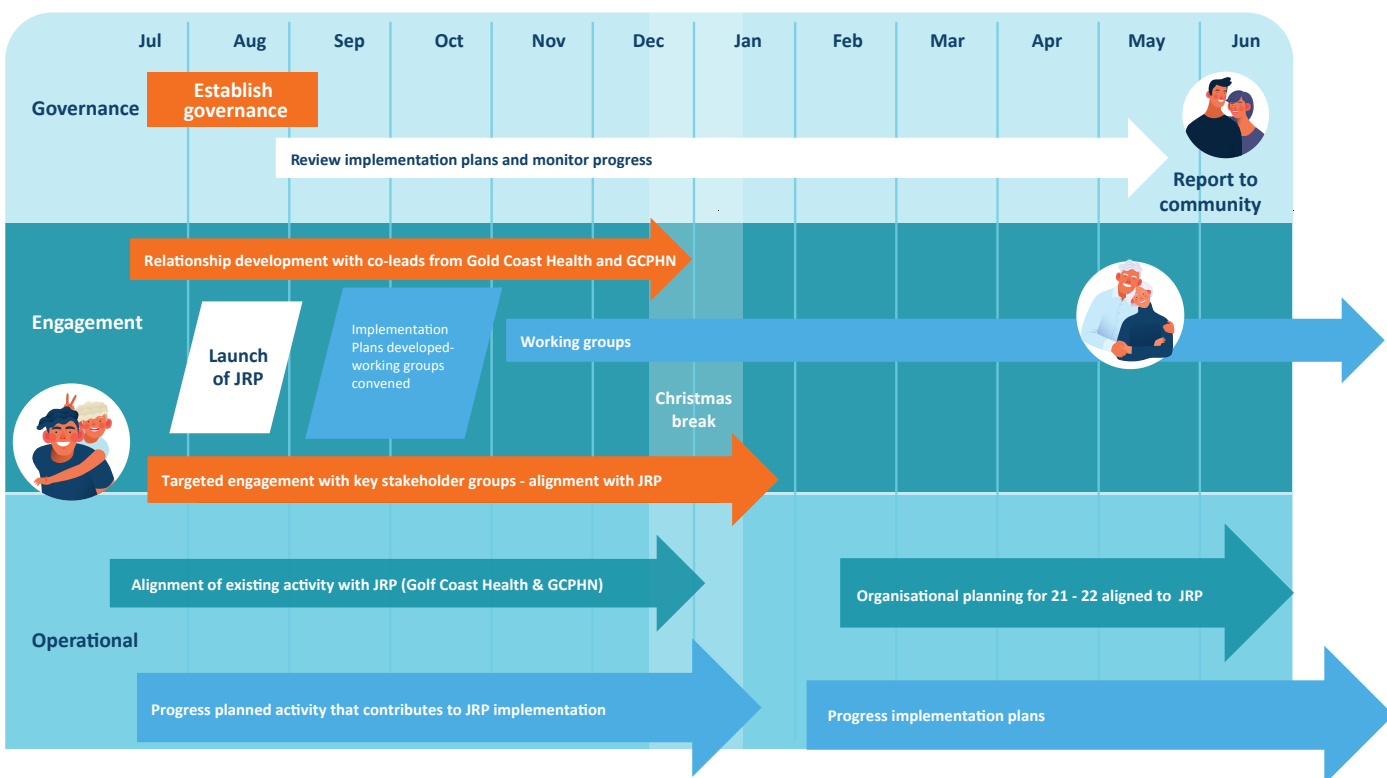 Jul Aug Sep Oct Nov Dec Jan Feb Mar Apr May Jun
Governance
Establish
governance
Review implementation plans and monitor progress
Report to
community
Relationship development with co-leads from Gold Coast Health and GCPHN
Engagement
Launch
of JRP
Implementation
Plans developed-
working groups
convened
Working groups
Christmas
break
Targeted engagement with key stakeholder groups - alignment with JRP
Alignment of existing activity with JRP (Golf Coast Health & GCPHN)
Organisational planning for 21 - 22 aligned to JRP
Operational
Progress planned activity that contributes to JRP implementation
Progress implementation plans